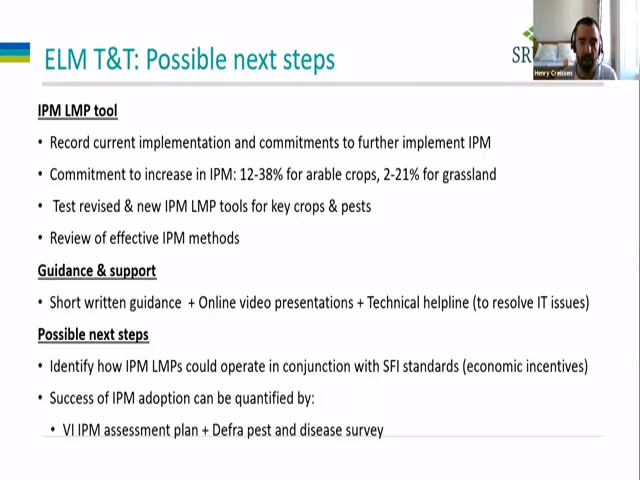 ELM T&T: Possible next steps
SR
Henry Creissen
IPM LMP tool
• Record current implementation and commitments to further implement IPM
• Commitment to increase in IPM: 12-38% for arable crops, 2-21% for grassland
• Test revised & new IPM LMP tools for key crops & pests
• Review of effective IPM methods
Guidance & support
• Short written guidance + Online video presentations + Technical helpline (to resolve IT issues)
Possible next steps
• Identify how IPM LMPs could operate in conjunction with SFI standards (economic incentives)
• Success of IPM adoption can be quantified by:
• VI IPM assessment plan + Defra pest and disease survey